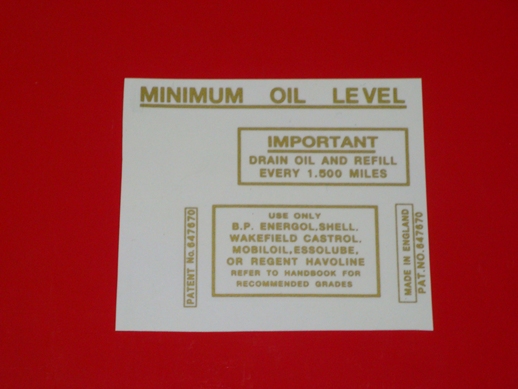 MINIMUM OIL LEVEL
IMPORTANT
DRAIN OIL AND REFILL
EVERY 1.500 MILES
PATENT No. 647670
USE ONLY
B.P. ENERGOL.SHELL.
WAKEFIELD CASTROL.
MOBILOIL,ESSOLUBE,
OR REGENT HAVOLINE
REFER TO HANDBOOK FOR
RECOMMENDED GRADES
MADE IN ENGLAND
PAT.NO.647670